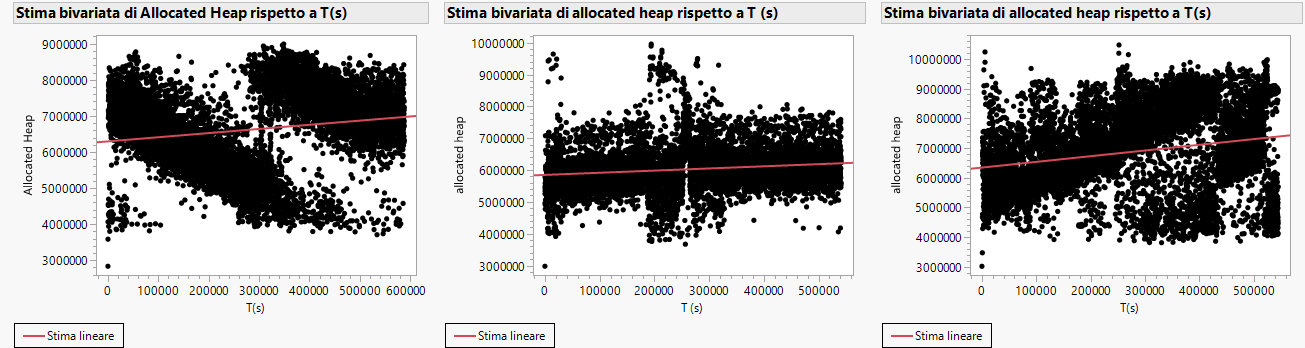 Stima bivariata di Allocated Heap rispetto a T(s)
9000000
8000000
7000000
6000000
5000000
4000000
3000000
Allocated Heap
0 100000 200000 300000 400000 500000 600000
T(s)
Stima lineare
Stima bivariata di allocated heap rispetto a T (s)
10000000
9000000
8000000
7000000
6000000
5000000
4000000
3000000
allocated heap
0 100000 200000 300000 400000 500000
T (s)
Stima lineare
Stima bivariata di allocated heap rispetto a T(s)
10000000
9000000
8000000
7000000
6000000
5000000
4000000
3000000
allocated heap
0 100000 200000 300000 400000 500000
T(s)
Stima lineare